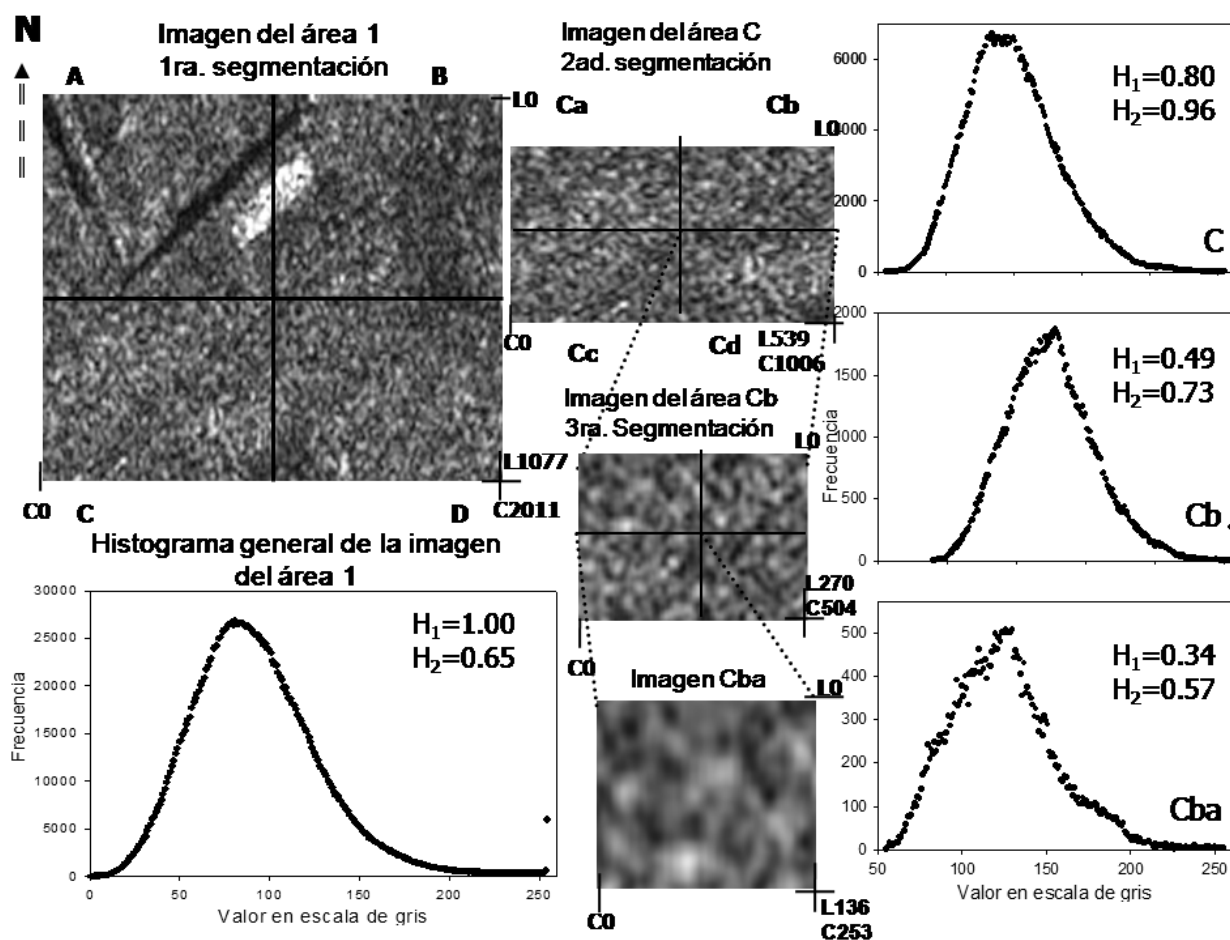 N
Imagen del área 1
1ra. segmentación
A
B
L0
L1077
C0
C2011
C
D
Imagen del área C
2ad. segmentación
Ca
Cb
L0
C0
Cc
Cd
L539
C1006
Imagen del área Cb
3ra. Segmentación
L0
L270
C504
C0
Imagen Cba
L0
C0
L136
C253
Histograma general de la imagen
del área 1
30000
25000
20000
15000
10000
5000
0
Frecuencia
H1=1.00
H2=0.65
0
50
100
150
200
250
Valor en escala de gris
6000
4000
2000
0
H1=0.80
H2=0.96
C
2000
1500
1000
500
0
Frecuencia
H1=0.49
H2=0.73
Cb.
500
400
300
200
100
0
H1=0.34
H2=0.57
Cba
50
100
150
200
250
Valor en escala de gris